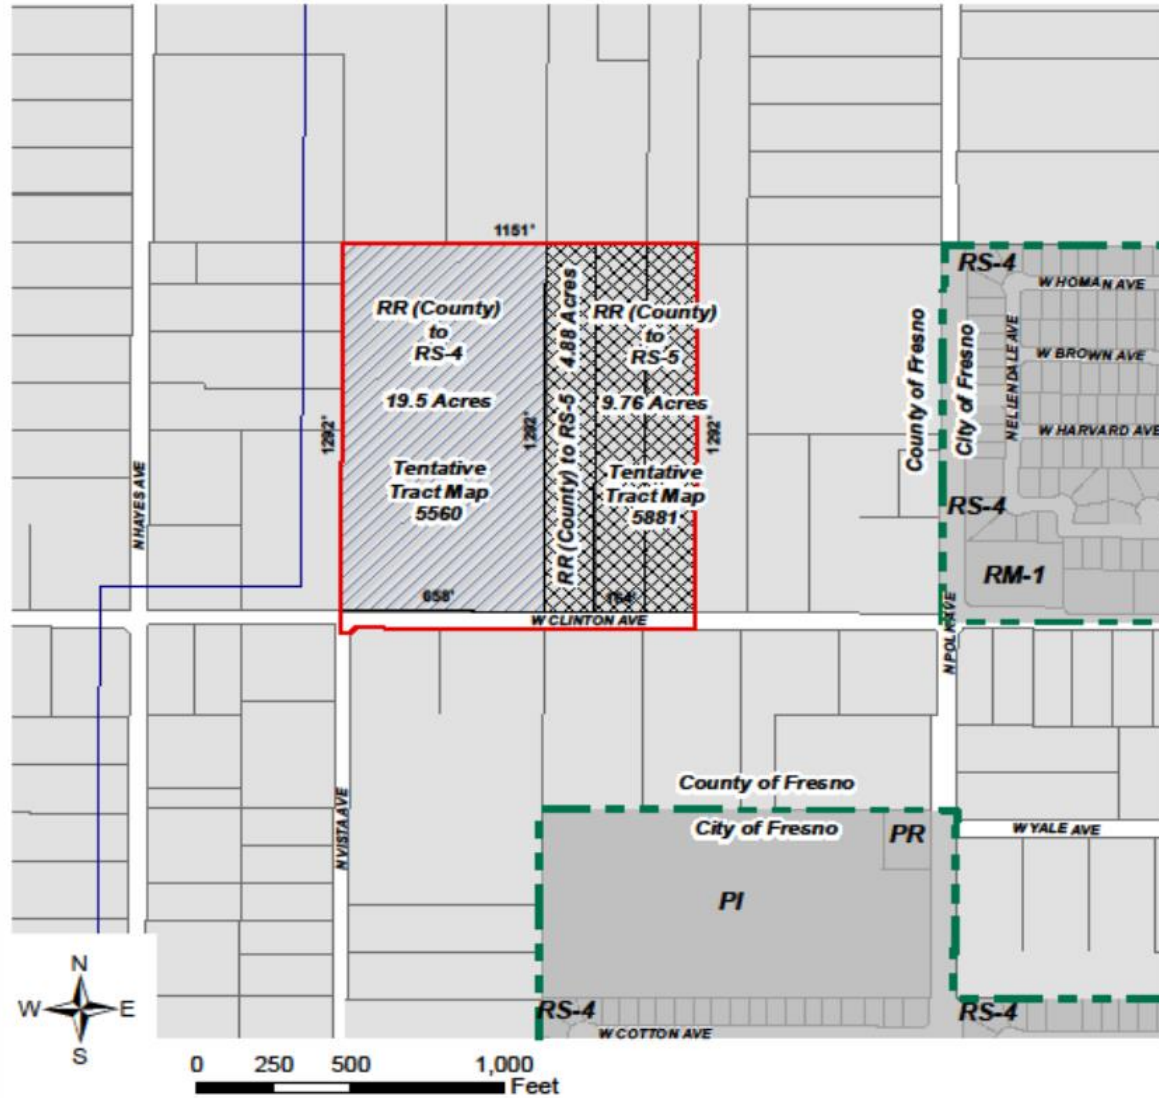 1151'
RS-4
W HOMAN AVE
RR (County)
to
RS-4
19.5 Acres
Tentative
Tract Map
5560
RR (County) to RS-5  4.88 Acres
RR (County)
to
RS-5
9.76 Acres
Tentative
Tract Map
5881
1292'
1292'
1292'
County of Fresno
City of Fresno
N ELLENDALE AVE
W BROWN AVE
W HARVARD AVE
N HAYES AVE
RS-4
RM-1
658'
164'
W CLINTON AVE
N POLK AVE
County of Fresno
City of Fresno
PR
W YALE AVE
N VISTA AVE
PI
RS-4
RS-4
W COTTON AVE
N
W E
S
0 250 500 1,000
Feet